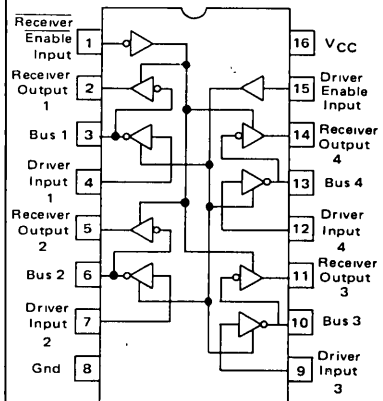 Receiver
Enable
Input
1
Receiver
Output
1
2
Bus 1
3
Driver
Input
1
4
Receiver
Output
2
5
Bus 2
6
Driver
Input
2
7
Gnd
8
16
VCC
15
Driver
Enable
Input
14
Receiver
Output
4
13
Bus 4
12
Driver
Input
4
11
Receiver
Output
3
10
Bus 3
9
Driver
Input
3